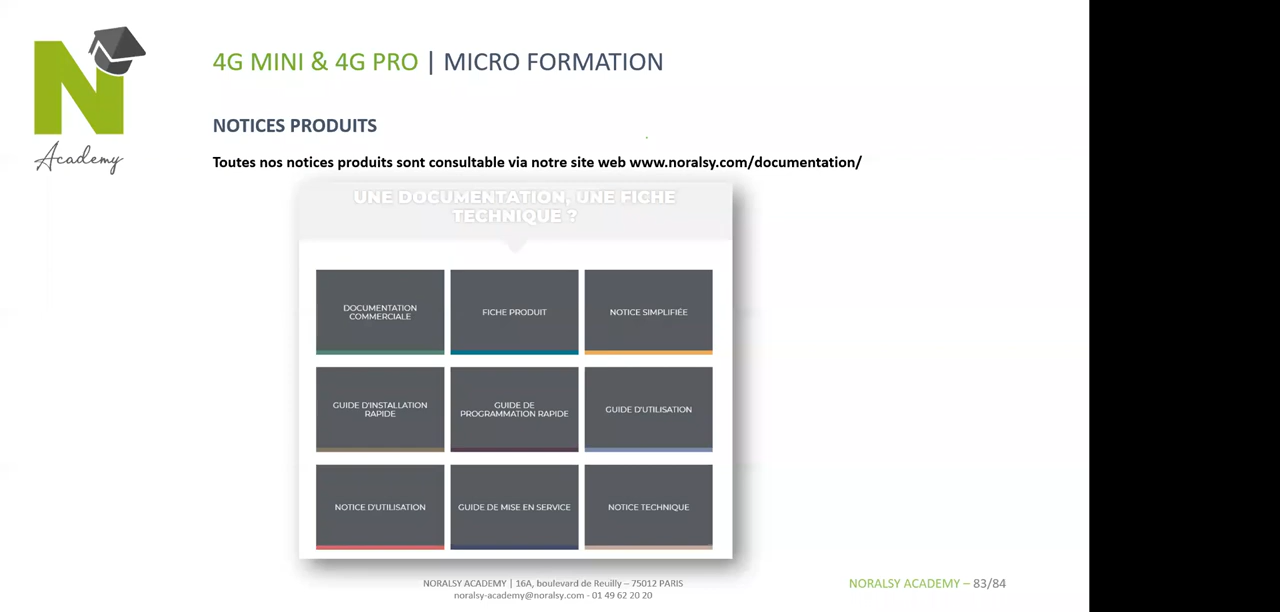 N
Academy
4G MINI & 4G PRO | MICRO FORMATION
NOTICES PRODUITS
Toutes nos notices produits sont consultable via notre site web www.noralsy.com/documentation/
UNE DOCUMENTATION, UNE FICHE
TECHNIQUE ?
DOCUMENTATION
COMMERCIALE
FICHE PRODUIT
NOTICE SIMPLIFIÉE
GUIDE D'INSTALLATION
RAPIDE
GUIDE DE
PROGRAMMATION RAPIDE
GUIDE D'UTILISATION
NOTICE D'UTILISATION
GUIDE DE MISE EN SERVICE
NOTICE TECHNIQUE
NORALSY ACADEMY | 16A, boulevard de Reuilly – 75012 PARIS
noralsy-academy@noralsy.com - 01 49 62 20 20
NORALSY ACADEMY – 83/84